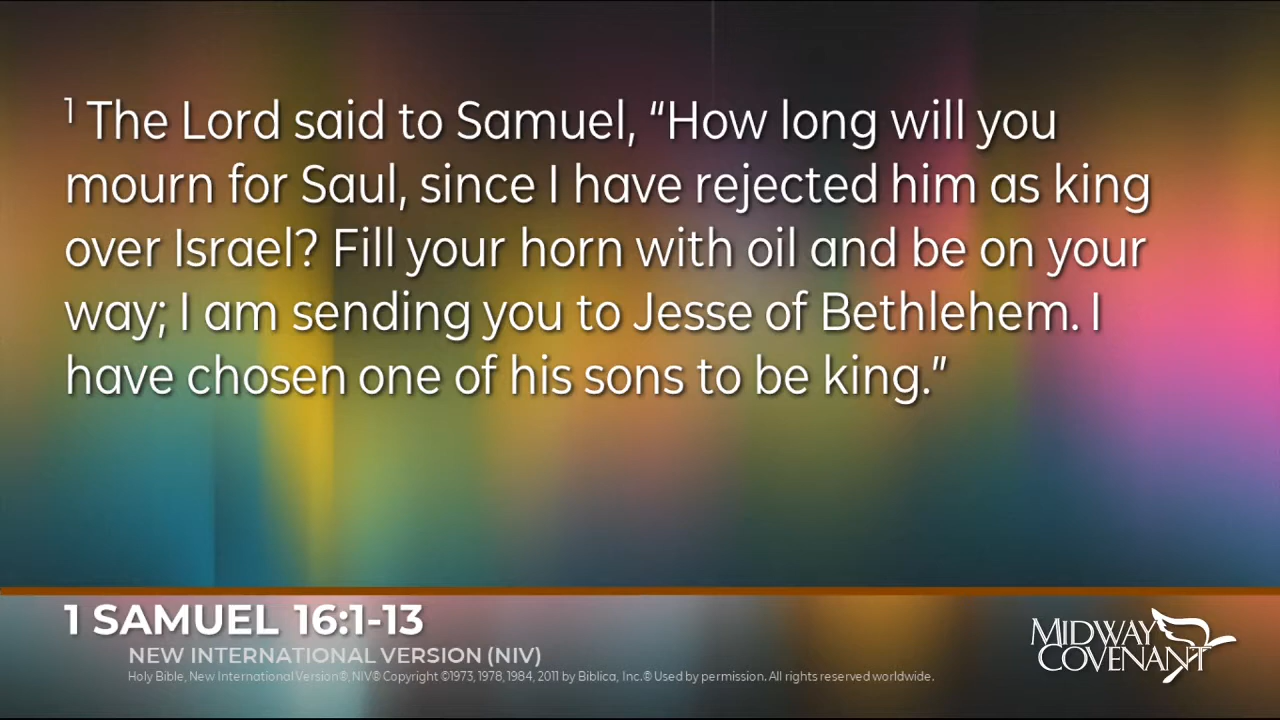 1 The Lord said to Samuel, “How long will you
mourn for Saul, since I have rejected him as king
over Israel? Fill your horn with oil and be on your
way; I am sending you to Jesse of Bethlehem. I
have chosen one of his sons to be king.”
1 SAMUEL 16:1-13
NEW INTERNATIONAL VERSION (NIV)
Holy Bible, New International Version®, NIV® Copyright ©1973, 1978, 1984, 2011 by Biblica, Inc.® Used by permission. All rights reserved worldwide.
MIDWAY
COVENANT